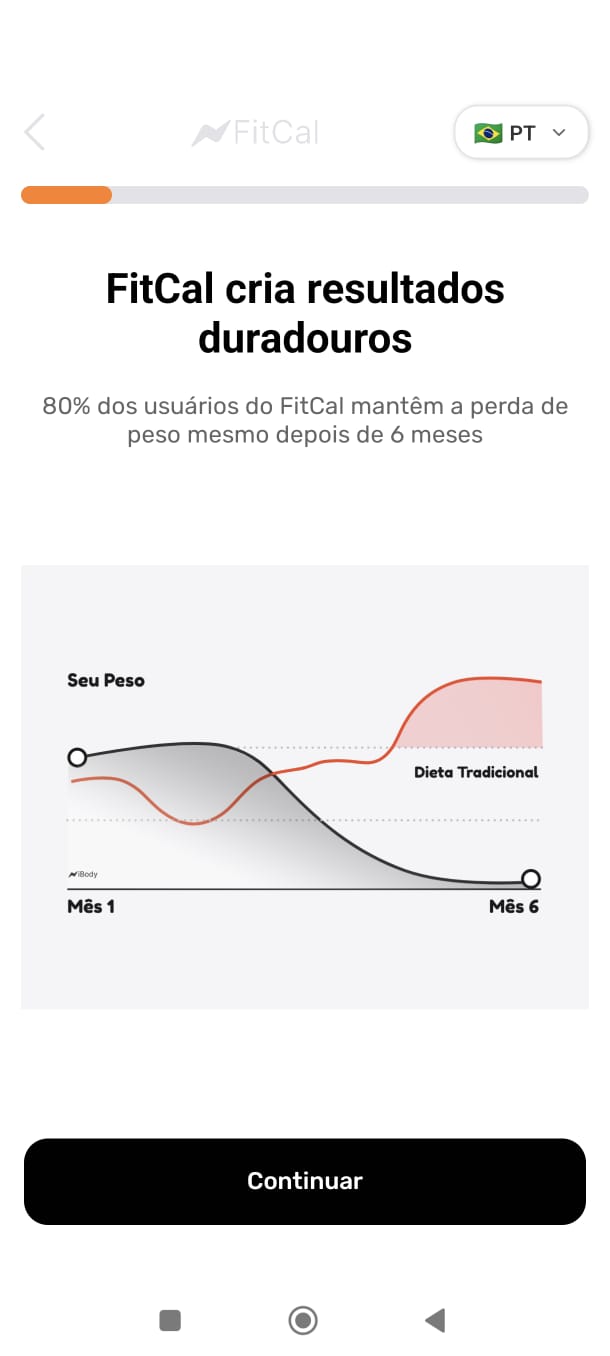 FitCal
🇧🇷 PT
FitCal cria resultados
duradouros
80% dos usuários do FitCal mantêm a perda de
peso mesmo depois de 6 meses
Seu Peso
Dieta Tradicional
iBody
Mês 1
Mês 6
Continuar